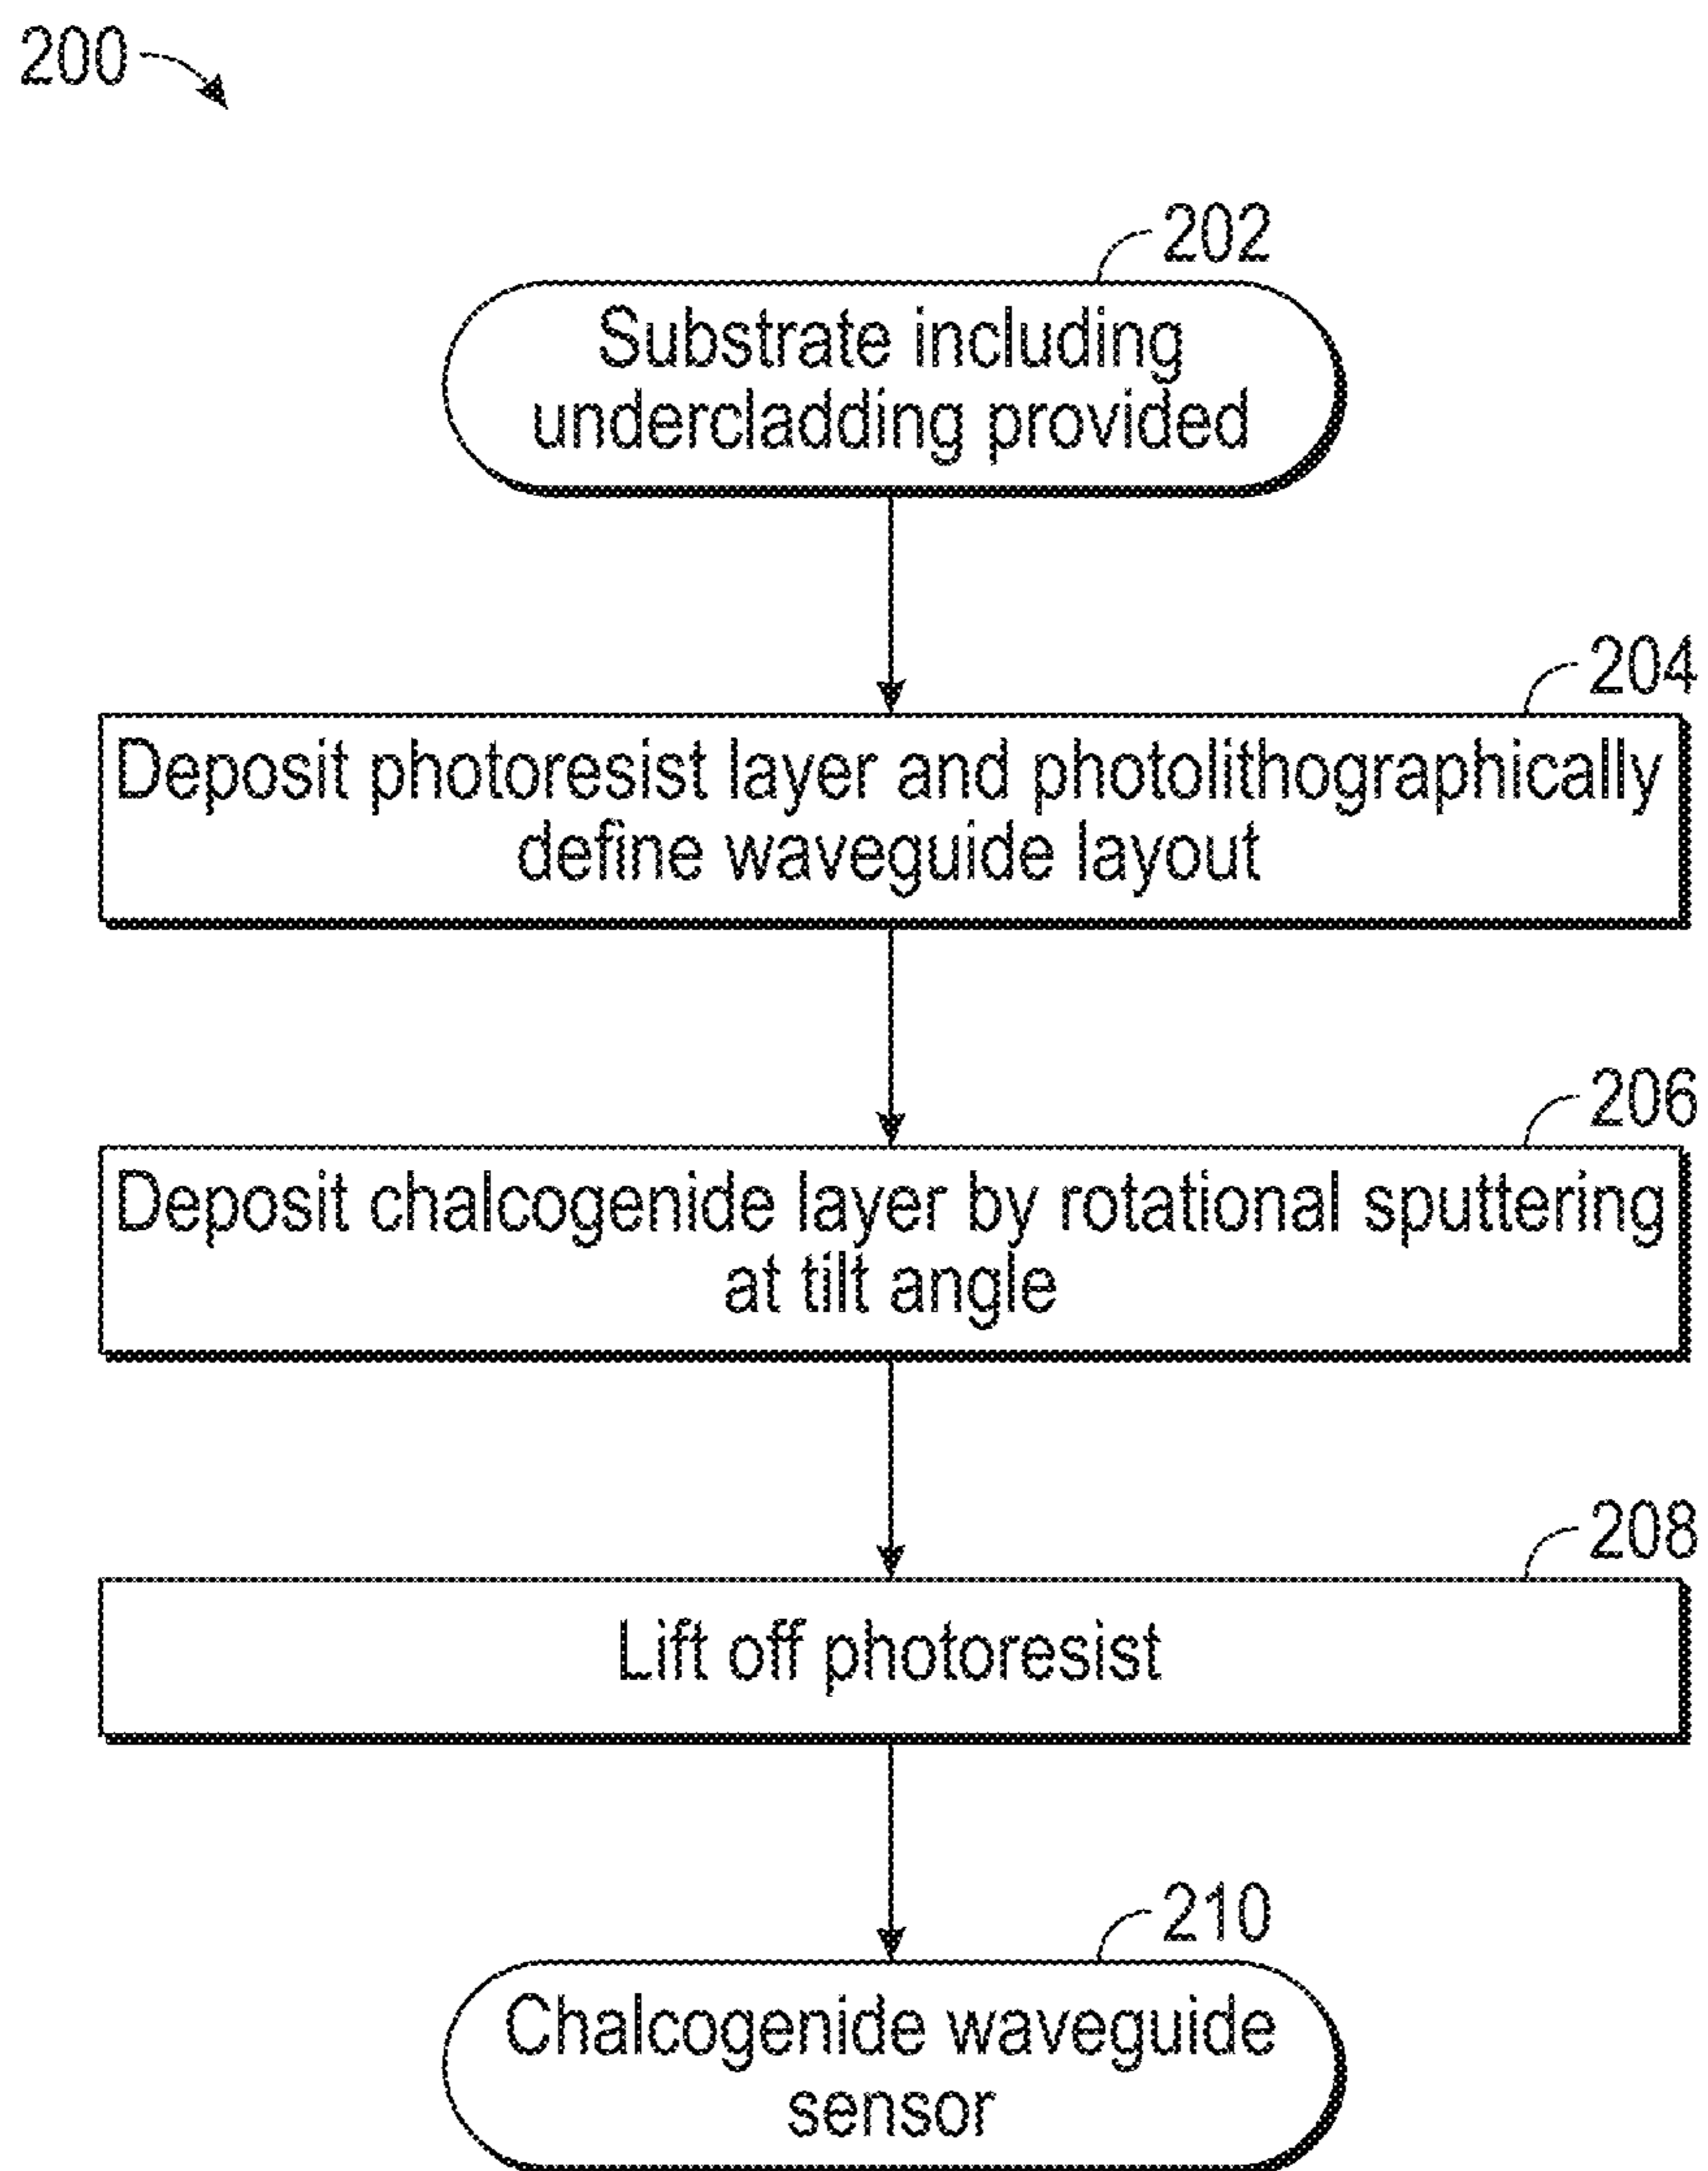 200
202
Substrate including
undercladding provided
204
Deposit photoresist layer and photolithographically
define waveguide layout
206
Deposit chalcogenide layer by rotational sputtering
at tilt angle
208
Lift off photoresist
210
Chalcogenide waveguide
sensor